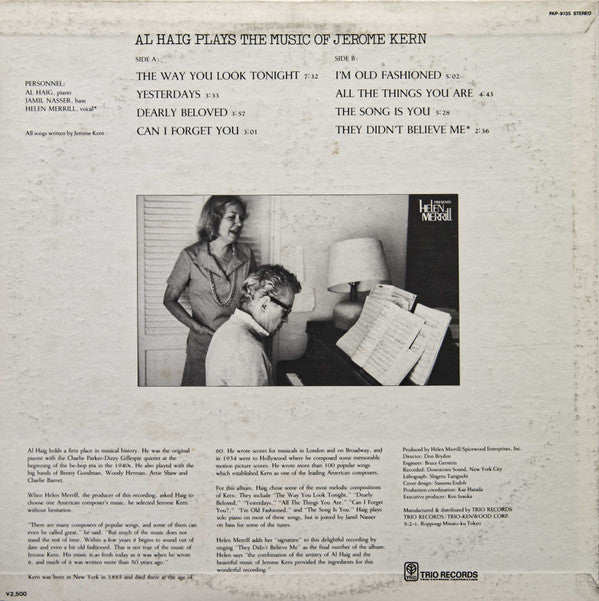 PAP-9135 STEREO
AL HAIG PLAYS THE MUSIC OF JEROME KERN
PERSONNEL:
AL HAIG, piano
JAMIL NASSER, bass
HELEN MERRILL, vocal*
All songs written by Jerome Kern
SIDE A:
THE WAY YOU LOOK TONIGHT 7:32
YESTERDAYS 3:33
DEARLY BELOVED 3:57
CAN I FORGET YOU 3:01
SIDE B:
I'M OLD FASHIONED 5:02
ALL THE THINGS YOU ARE 4:43
THE SONG IS YOU 5:28
THEY DIDN'T BELIEVE ME* 2:36
PRESENTS
HELEN
MERRILL
Al Haig holds a firm place in musical history. He was the original
pianist with the Charlie Parker-Dizzy Gillespie quintet at the
beginning of the be-bop era in the 1940s. He also played with the
big bands of Benny Goodman, Woody Herman, Artie Shaw and
Charlie Barnet.
When Helen Merrill, the producer of this recording, asked Haig to
choose one American composer's music, he selected Jerome Kern
without hesitation.
"There are many composers of popular songs, and some of them can
even be called great," he said. "But much of the music does not
stand the test of time. Within a few years it begins to sound out of
date and even a bit old fashioned. That is not true of the music of
Jerome Kern. His music is as fresh today as it was when he wrote
it, and much of it was written more than 50 years ago."
Kern was born in New York in 1885 and died there at the age of
60. He wrote scores for musicals in London and on Broadway, and
in 1934 went to Hollywood where he composed some memorable
motion picture scores. He wrote more than 100 popular songs
which established Kern as one of the leading American composers.
For this album, Haig chose some of the most melodic compositions
of Kern. They include "The Way You Look Tonight," "Dearly
Beloved," "Yesterday," "All The Things You Are," "Can I Forget
You?," "I'm Old Fashioned," and "The Song Is You." Haig plays
solo piano on most of these songs, but is joined by Jamil Nasser
on bass for some of the tunes.
Helen Merrill adds her "signature" to this delightful recording by
singing "They Didn't Believe Me" as the final number of the album.
Helen says "the combination of the artistry of Al Haig and the
beautiful music of Jerome Kern provided the ingredients for this
wonderful recording."
Produced by Helen Merrill/Spicewood Enterprises, Inc.
Director: Don Brydon
Engineer: Bruce Gerstein
Recorded: Downtown Sound, New York City
Lithograph: Shigeru Taniguchi
Cover design: Susumu Endoh
Production coordination: Kae Harada
Executive producer: Ken Inaoka
Manufactured & distributed by TRIO RECORDS
TRIO RECORDS/TRIO-KENWOOD CORP.
5-2-1, Roppongi Minato-ku Tokyo
TRIO RECORDS
¥2,500